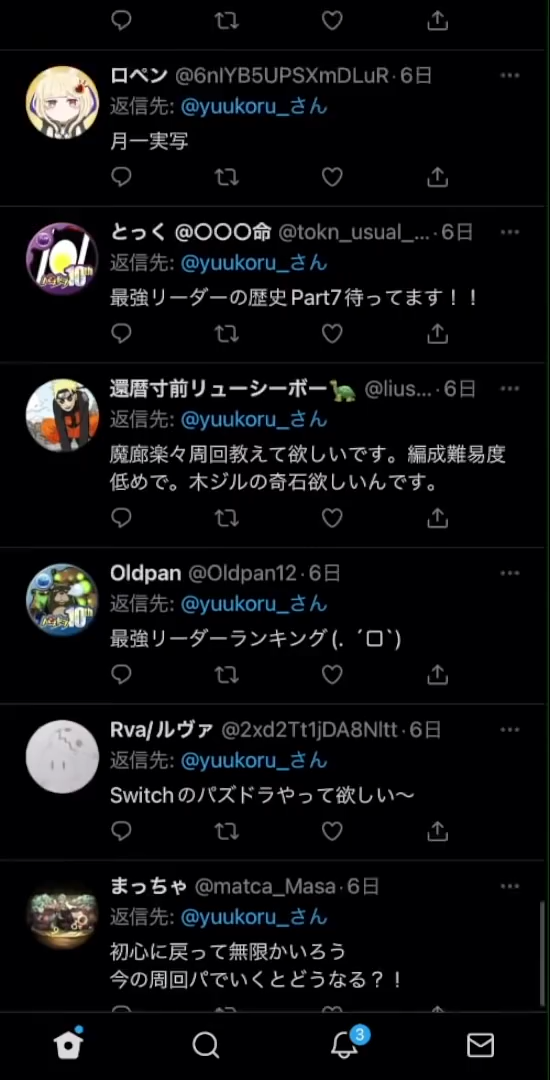 ロペン @6nlYB5UPSXmDLuR·6日
返信先: @yuukoru_さん
月一実写
とっく @〇〇〇命 @tokn_usual_...·6日
返信先: @yuukoru_さん
最強リーダーの歴史Part7待ってます！！
還暦寸前リューシーボー🐢 @lius...·6日
返信先: @yuukoru_さん
魔廊楽々周回教えて欲しいです。編成難易度
低めで。木ジルの奇石欲しいんです。
Oldpan @Oldpan12·6日
返信先: @yuukoru_さん
最強リーダーランキング(. ´ロ`)
Rva/ルヴァ @2xd2Tt1jDA8Nltt·6日
返信先: @yuukoru_さん
Switchのパズドラやって欲しい〜
まっちゃ @matca_Masa·6日
返信先: @yuukoru_さん
初心に戻って無限かいろう
今の周回パでいくとどうなる？！
3